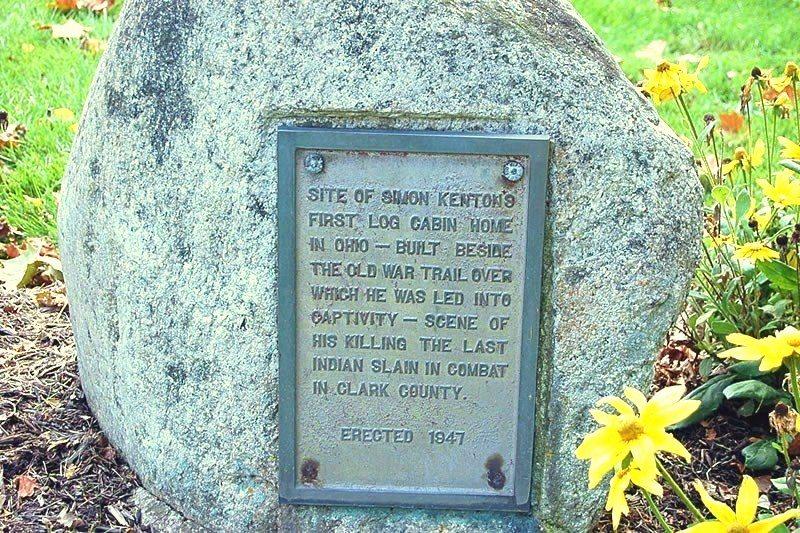 SITE OF SIMON KENTON'S
FIRST LOG CABIN HOME
IN OHIO — BUILT BESIDE
THE OLD WAR TRAIL OVER
WHICH HE WAS LED INTO
CAPTIVITY — SCENE OF
HIS KILLING THE LAST
INDIAN SLAIN IN COMBAT
IN CLARK COUNTY.
ERECTED 1947